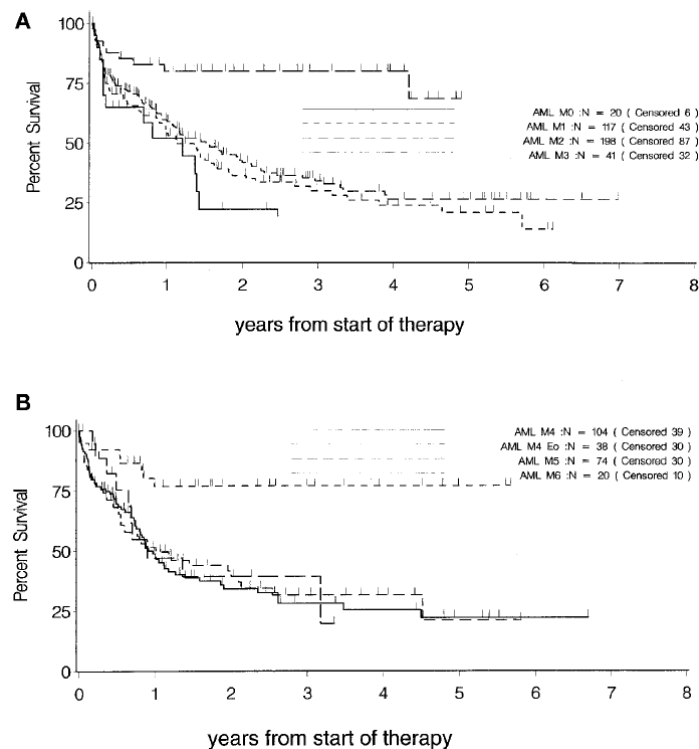 A
100
75
50
25
0
Percent Survival
AML M0 :N = 20 ( Censored 6 )
AML M1 :N = 117 ( Censored 43 )
AML M2 :N = 198 ( Censored 87 )
AML M3 :N = 41 ( Censored 32 )
0 1 2 3 4 5 6 7 8
years from start of therapy
B
100
75
50
25
0
Percent Survival
AML M4 :N = 104 ( Censored 39 )
AML M4 Eo :N = 38 ( Censored 30 )
AML M5 :N = 74 ( Censored 30 )
AML M6 :N = 20 ( Censored 10 )
0 1 2 3 4 5 6 7 8
years from start of therapy